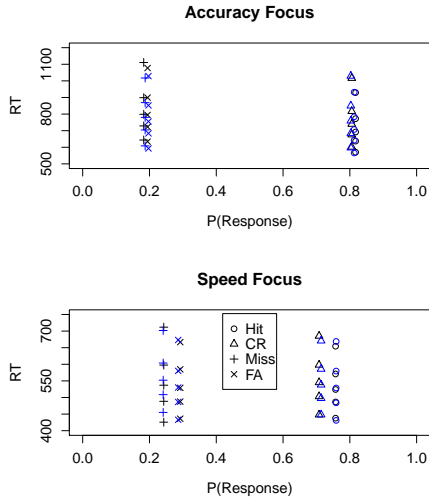 Accuracy Focus
RT
500
800
1100
0.0 0.2 0.4 0.6 0.8 1.0
P(Response)
Speed Focus
RT
400
550
700
Hit
CR
Miss
FA
0.0 0.2 0.4 0.6 0.8 1.0
P(Response)